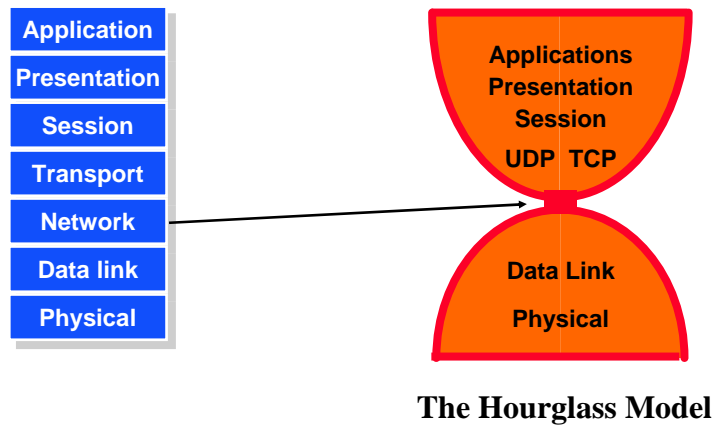 Application
Presentation
Session
Transport
Network
Data link
Physical
Applications
Presentation
Session
UDP TCP
Data Link
Physical
The Hourglass Model